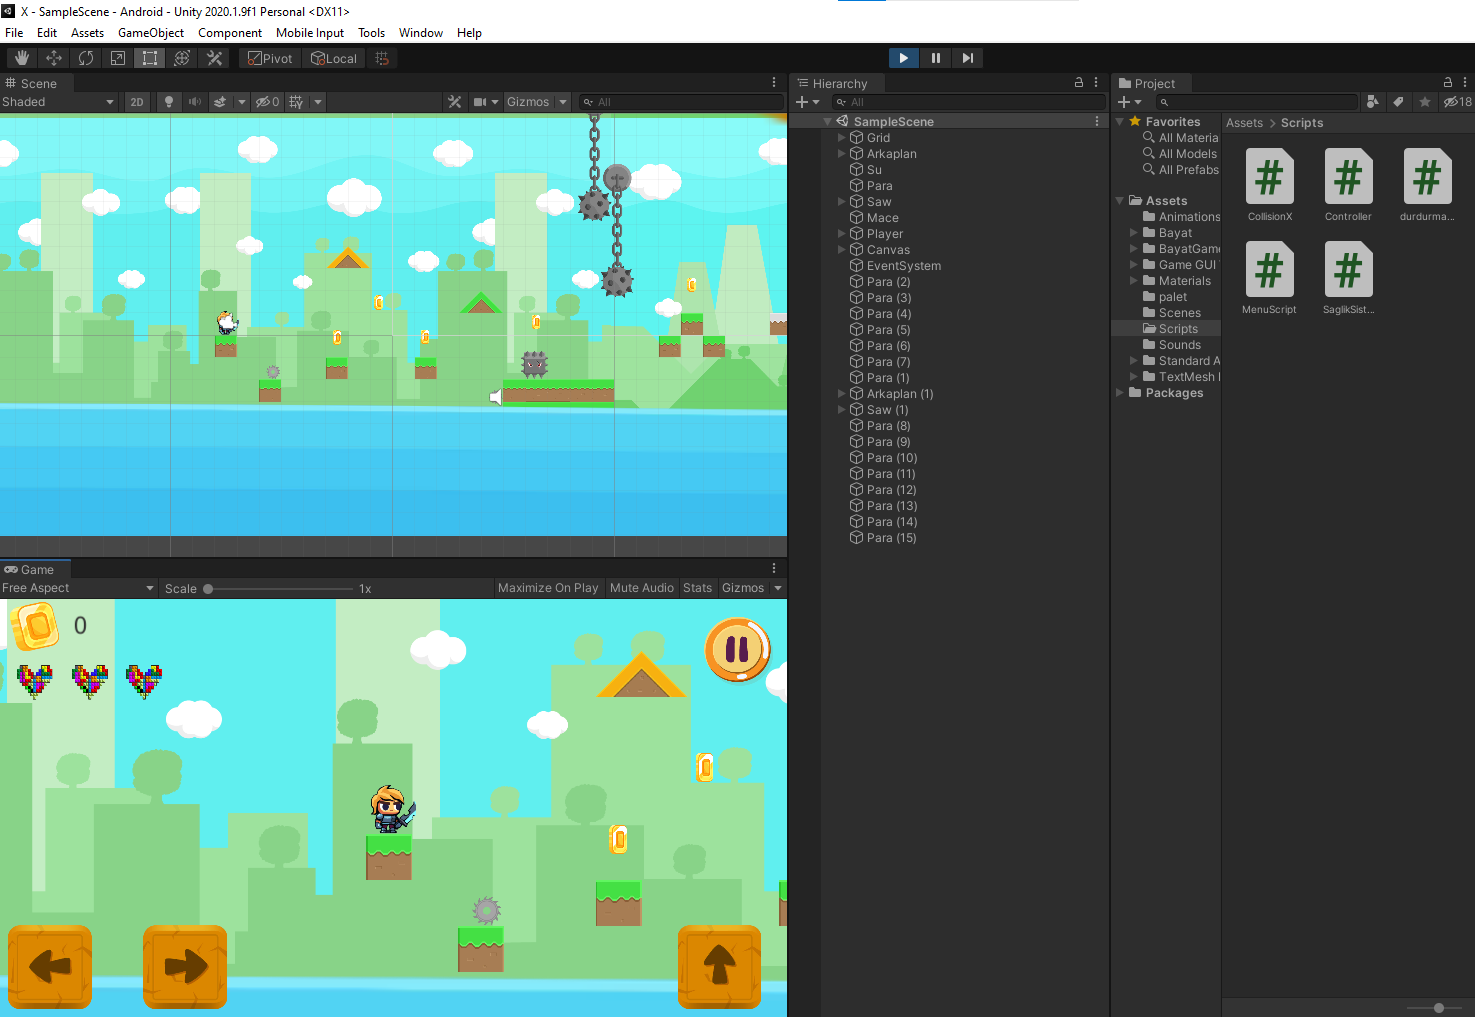 X - SampleScene - Android - Unity 2020.1.9f1 Personal <DX11>
File Edit Assets GameObject Component Mobile Input Tools Window Help
Pivot Local
Scene
Shaded 2D 0 Gizmos All
Game
Free Aspect Scale 1x Maximize On Play Mute Audio Stats Gizmos
0
Hierarchy
All
SampleScene
Grid
Arkaplan
Su
Para
Saw
Mace
Player
Canvas
EventSystem
Para (2)
Para (3)
Para (4)
Para (5)
Para (6)
Para (7)
Para (1)
Arkaplan (1)
Saw (1)
Para (8)
Para (9)
Para (10)
Para (11)
Para (12)
Para (13)
Para (14)
Para (15)
Project
18
Favorites
All Materia
All Models
All Prefabs
Assets
Animations
Bayat
BayatGame
Game GUI
Materials
palet
Scenes
Scripts
Sounds
Standard A
TextMesh
Packages
Assets > Scripts
CollisionX Controller durdurma...
MenuScript SaglikSist...